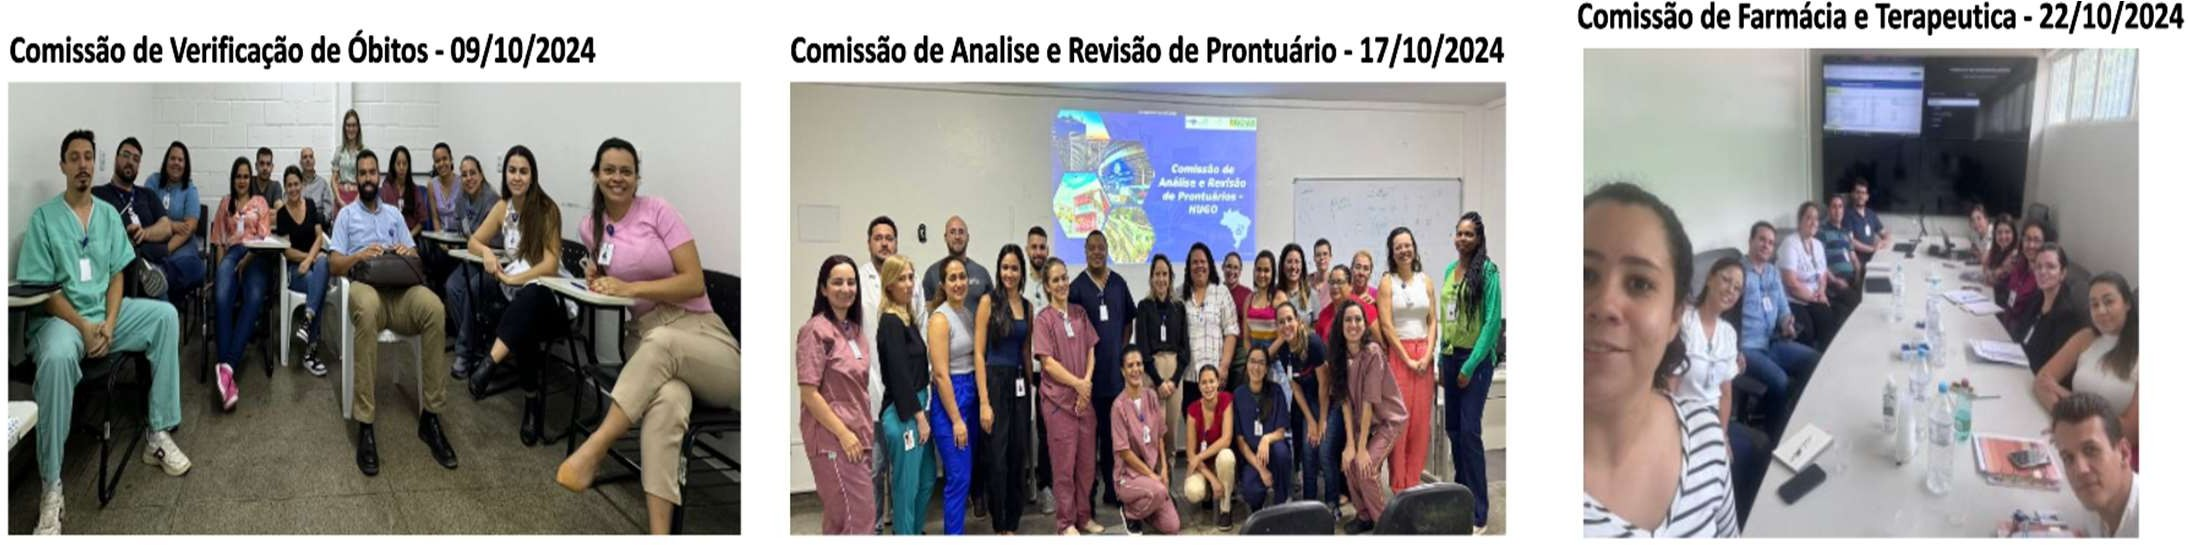 Comissão de Verificação de Óbitos - 09/10/2024
Comissão de Analise e Revisão de Prontuário - 17/10/2024
Comissão de Farmácia e Terapeutica - 22/10/2024
Comissão de
Análise e Revisão
de Prontuários -
HUGO